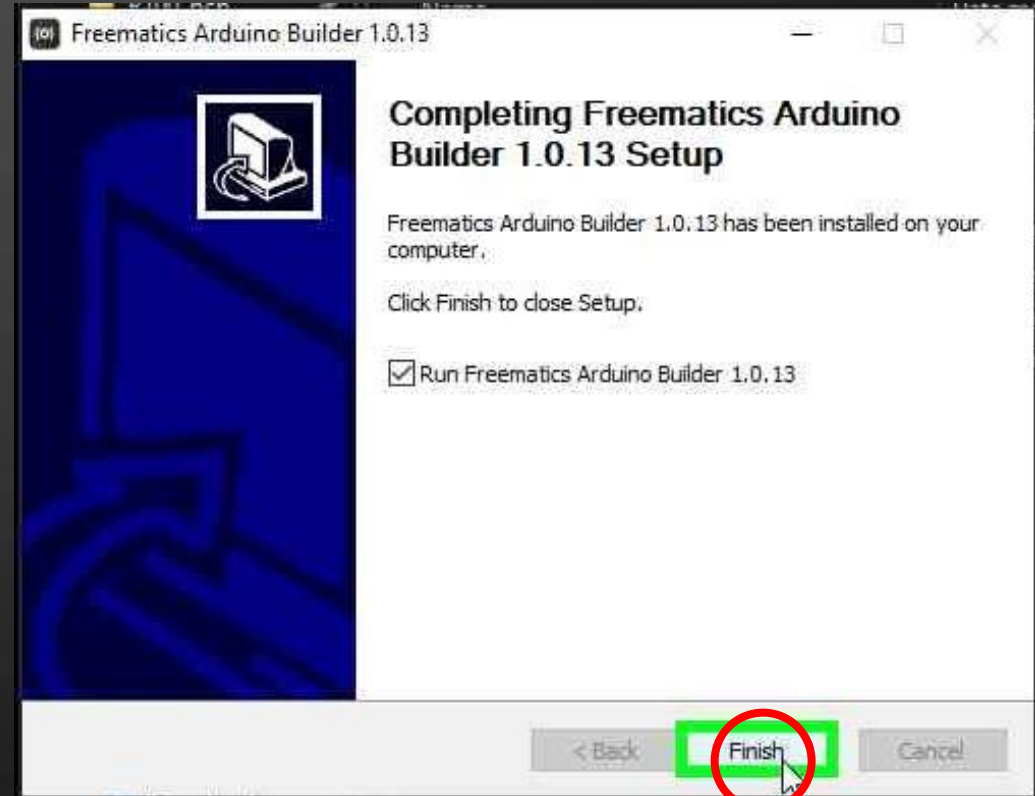 Freematics Arduino Builder 1.0.13
Completing Freematics Arduino
Builder 1.0.13 Setup
Freematics Arduino Builder 1.0.13 has been installed on your
computer.
Click Finish to close Setup.
Run Freematics Arduino Builder 1.0.13
< Back
Finish
Cancel